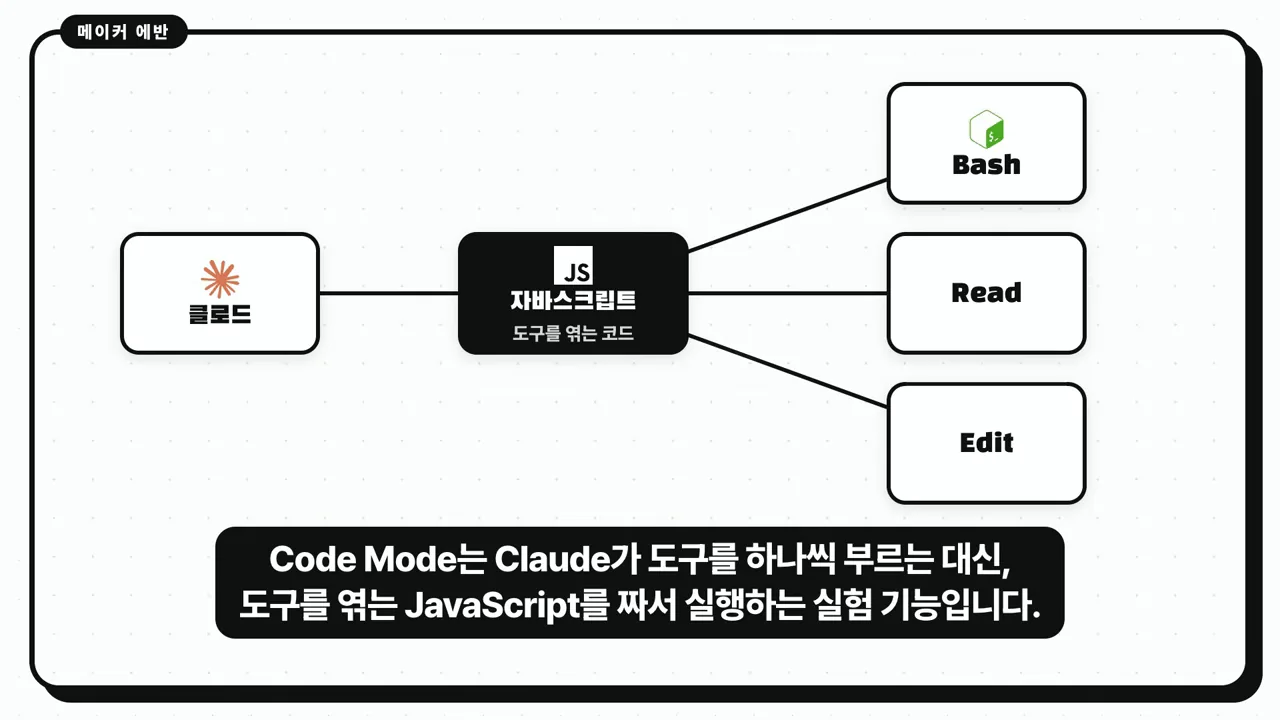 메이커 에반
$_
Bash
클로드
JS
자바스크립트
도구를 엮는 코드
Read
Edit
Code Mode는 Claude가 도구를 하나씩 부르는 대신,
도구를 엮는 JavaScript를 짜서 실행하는 실험 기능입니다.